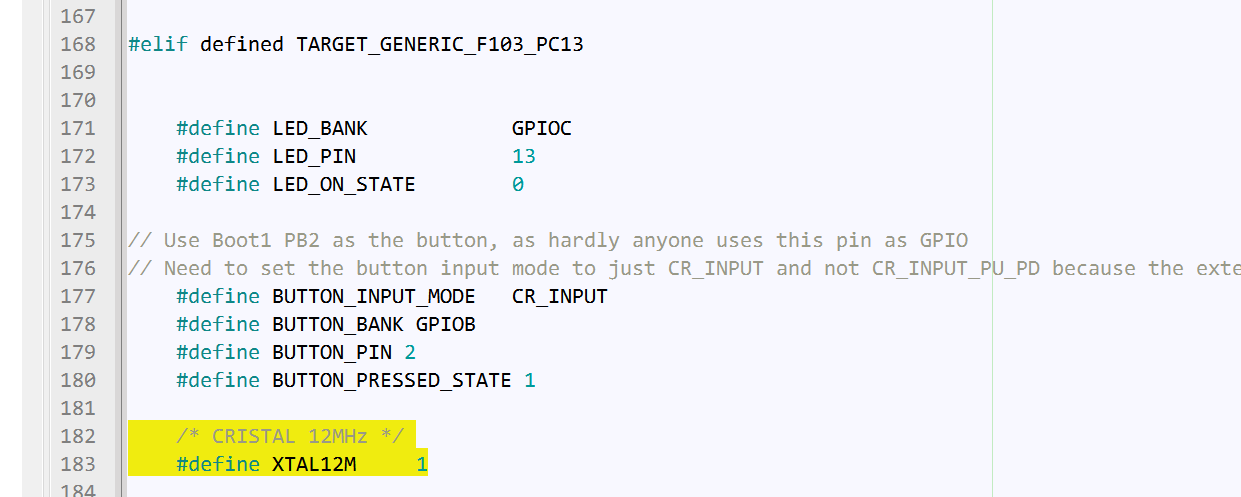 167
168 #elif defined TARGET_GENERIC_F103_PC13
169
170
171 #define LED_BANK GPIOC
172 #define LED_PIN 13
173 #define LED_ON_STATE 0
174
175 // Use Boot1 PB2 as the button, as hardly anyone uses this pin as GPIO
176 // Need to set the button input mode to just CR_INPUT and not CR_INPUT_PU_PD because the exte
177 #define BUTTON_INPUT_MODE CR_INPUT
178 #define BUTTON_BANK GPIOB
179 #define BUTTON_PIN 2
180 #define BUTTON_PRESSED_STATE 1
181
182 /* CRISTAL 12MHz */
183 #define XTAL12M 1
184